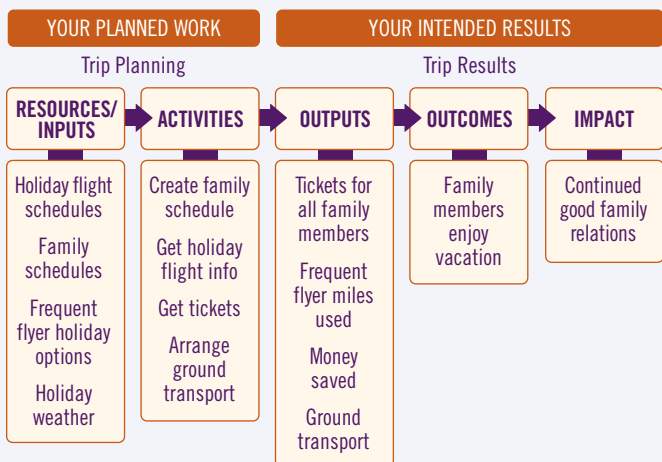 YOUR PLANNED WORK
YOUR INTENDED RESULTS
Trip Planning
Trip Results
RESOURCES/
INPUTS
ACTIVITIES
OUTPUTS
OUTCOMES
IMPACT
Holiday flight
schedules
Family
schedules
Frequent
flyer holiday
options
Holiday
weather
Create family
schedule
Get holiday
flight info
Get tickets
Arrange
ground
transport
Tickets for
all family
members
Frequent
flyer miles
used
Money
saved
Ground
transport
Family
members
enjoy
vacation
Continued
good family
relations